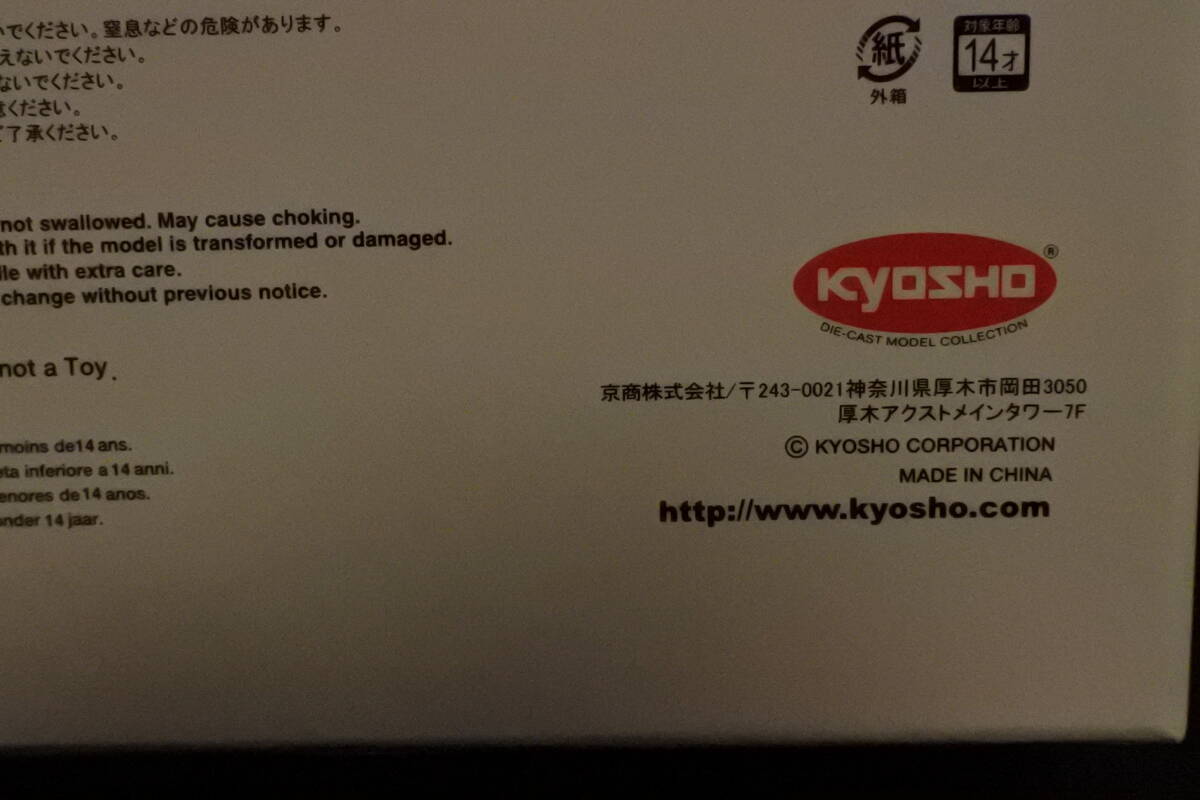 いでください。窒息などの危険があります。
えないでください。
ないでください。
ください。
了承ください。
not swallowed. May cause choking.
th it if the model is transformed or damaged.
ile with extra care.
change without previous notice.
not a Toy.
moins de14 ans.
eta inferiore a 14 anni.
enores de 14 anos.
onder 14 jaar.
紙
外箱
対象年齢
14才
以上
KYOSHO®
DIE-CAST MODEL COLLECTION
京商株式会社/〒243-0021神奈川県厚木市岡田3050
厚木アクストメインタワー7F
© KYOSHO CORPORATION
MADE IN CHINA
http://www.kyosho.com